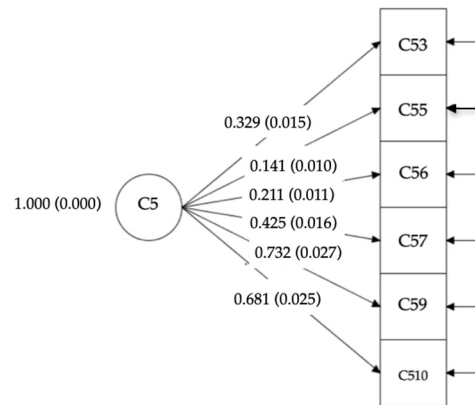 C53
0.329 (0.015)
C55
0.141 (0.010)
C56
0.211 (0.011)
1.000 (0.000)
C5
0.425 (0.016)
C57
0.732 (0.027)
0.681 (0.025)
C59
C510